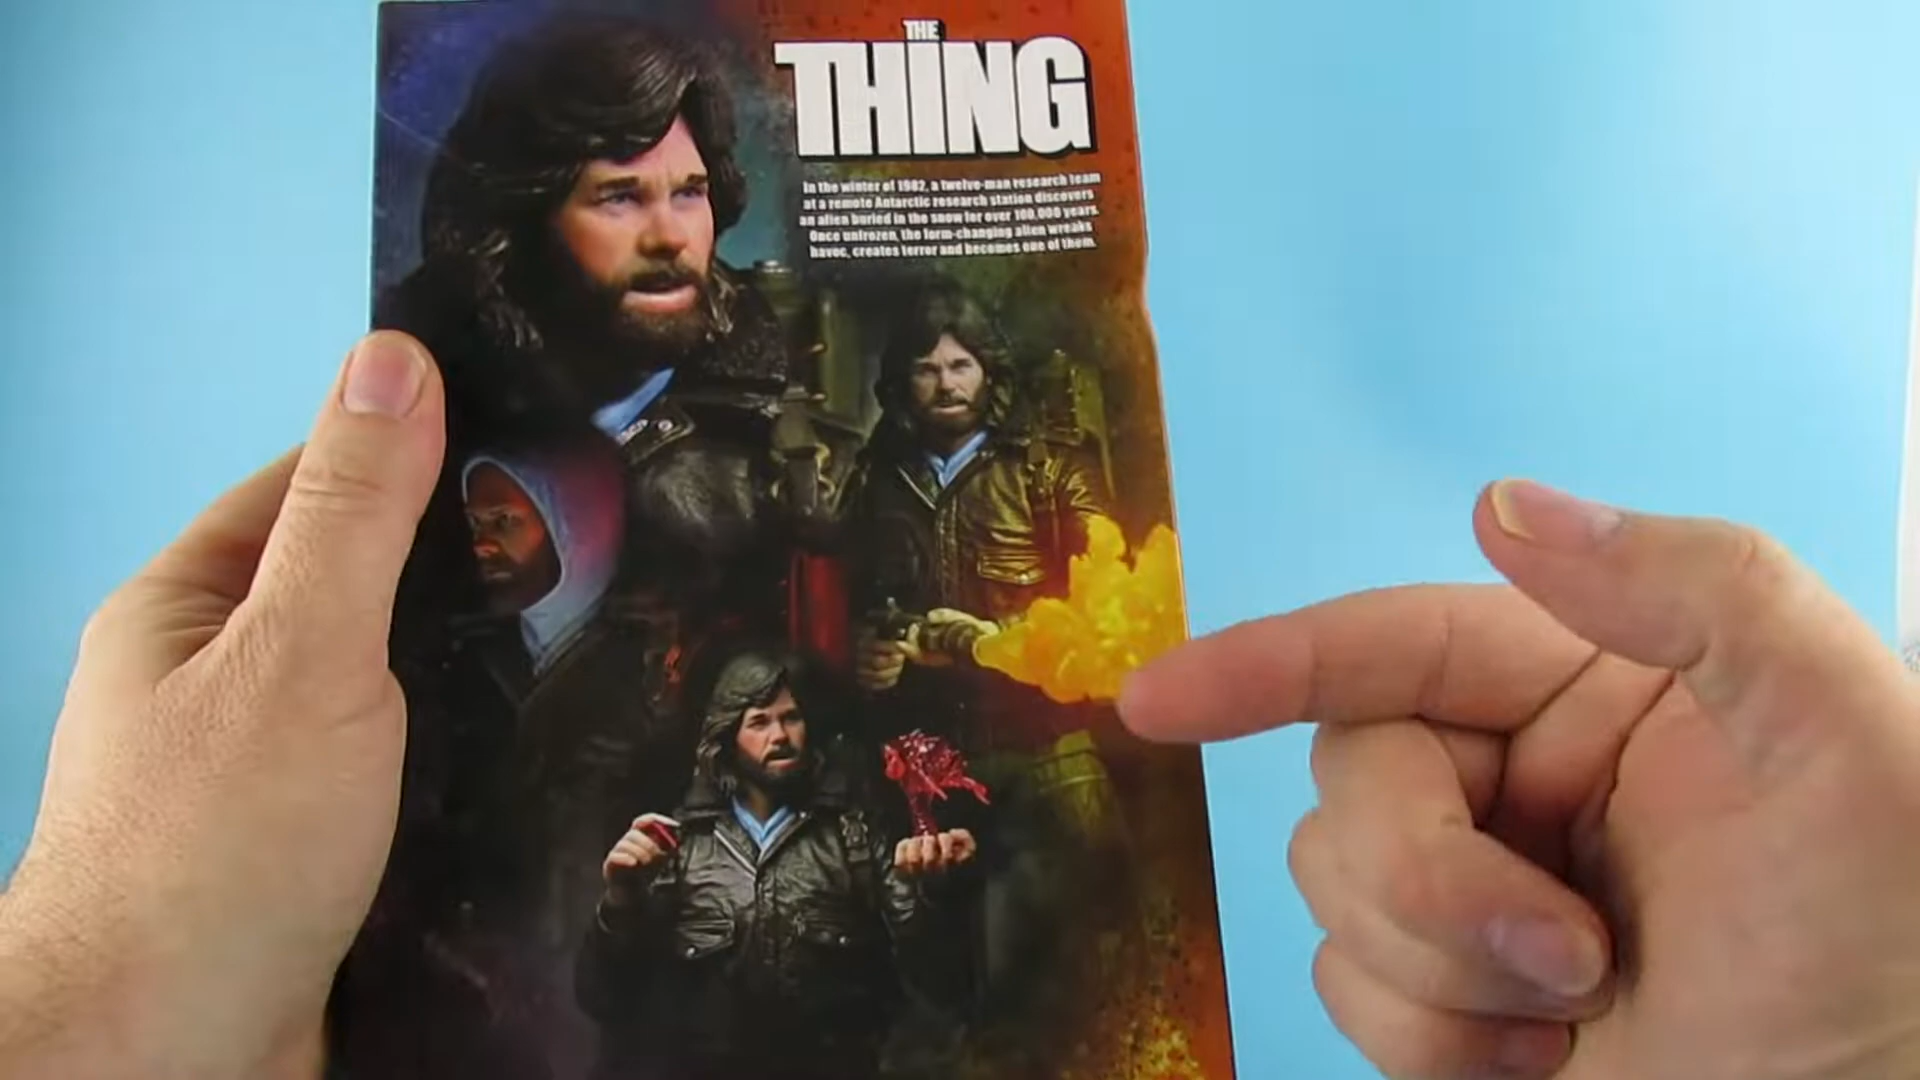 THE
THING
In the winter of 1982, a twelve-man research team
at a remote Antarctic research station discovers
an alien buried in the snow for over 100,000 years.
Once unfrozen, the form-changing alien wreaks
havoc, creates terror and becomes one of them.